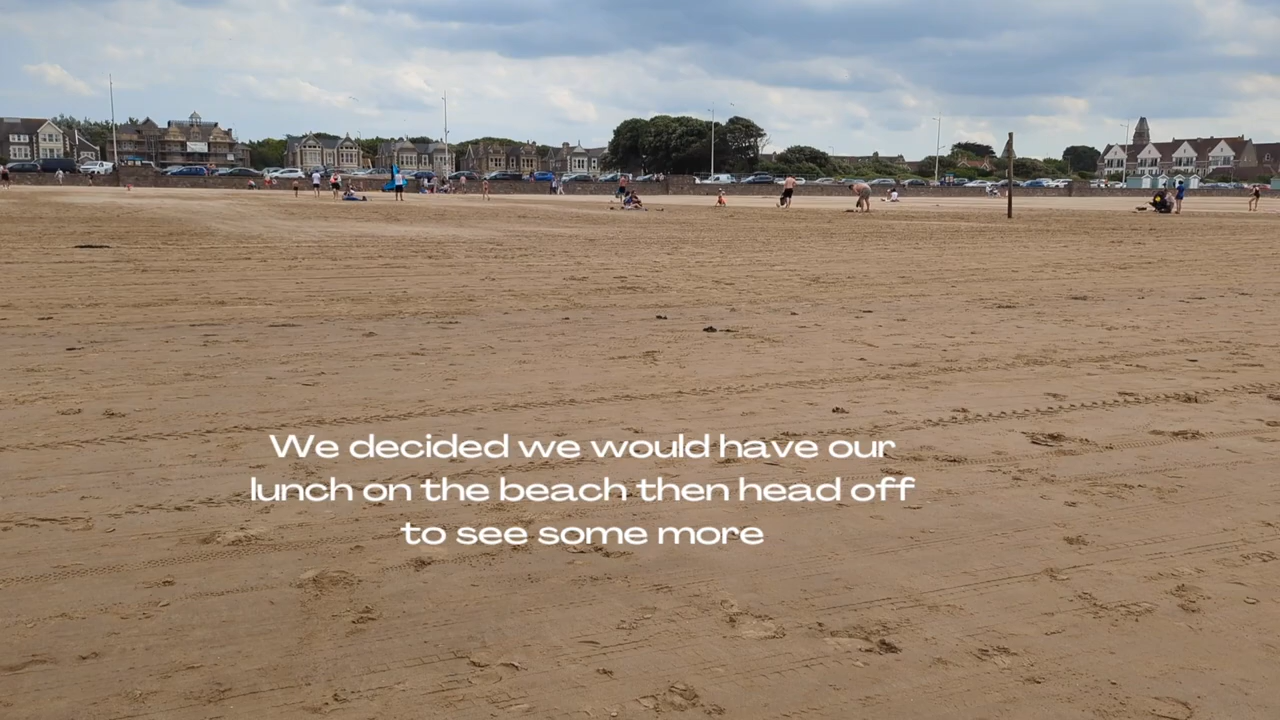 We decided we would have our
lunch on the beach then head off
to see some more